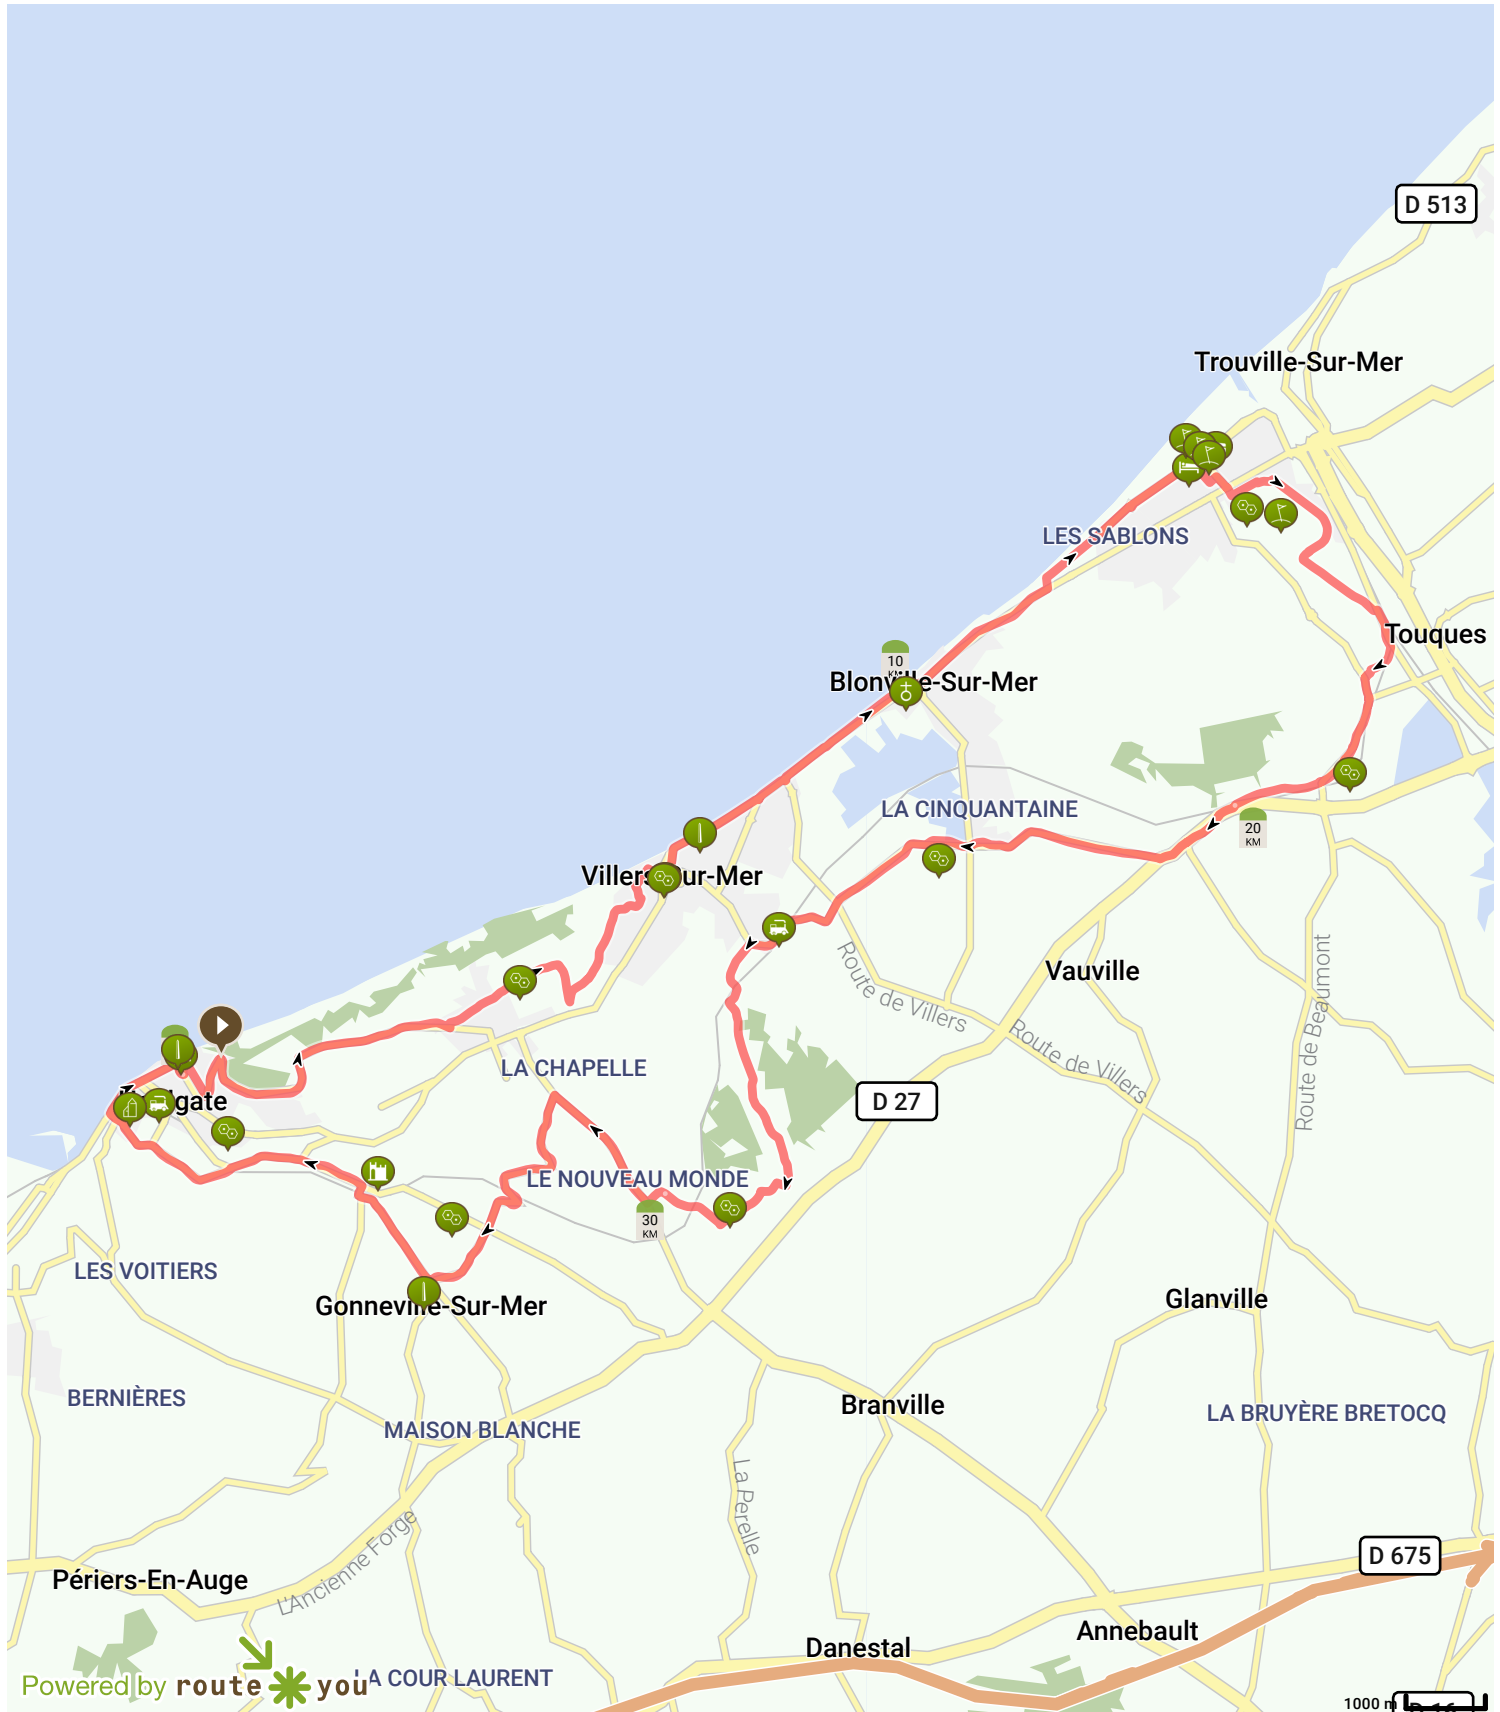 D 513
Trouville-Sur-Mer
LES SABLONS
Touques
10
KM
Blonville-Sur-Mer
LA CINQUANTAINE
20
KM
Villers-Sur-Mer
Route de Villers
Vauville
Route de Beaumont
Route de Villers
LA CHAPELLE
D 27
gate
LE NOUVEAU MONDE
30
KM
LES VOITIERS
Gonneville-Sur-Mer
Glanville
BERNIÈRES
MAISON BLANCHE
Branville
LA BRUYÈRE BRETOCQ
La Perelle
L'Ancienne Forge
D 675
Périers-En-Auge
Annebault
Danestal
LA COUR LAURENT
Powered by route you
1000 m